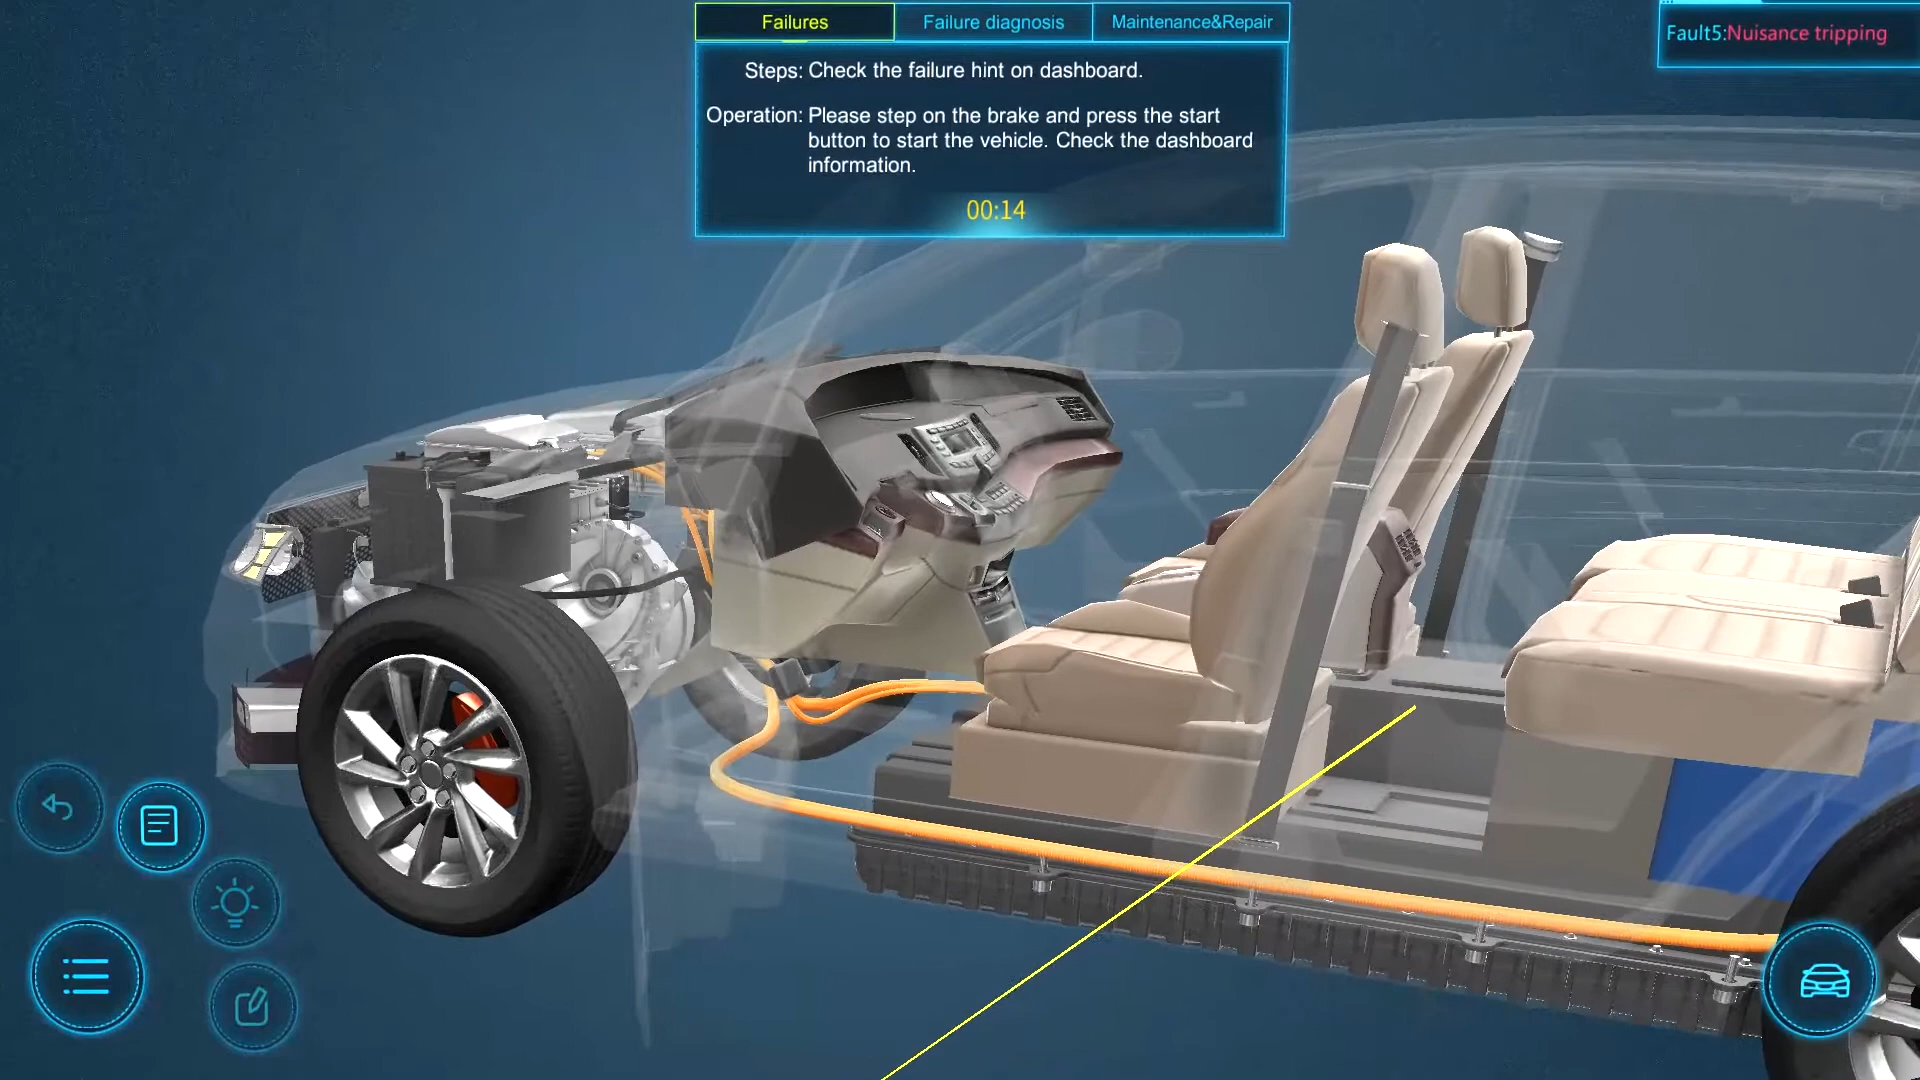 Failures
Failure diagnosis
Maintenance&Repair
Fault5:Nuisance tripping
Steps: Check the failure hint on dashboard.
Operation: Please step on the brake and press the start
button to start the vehicle. Check the dashboard
information.
00:14